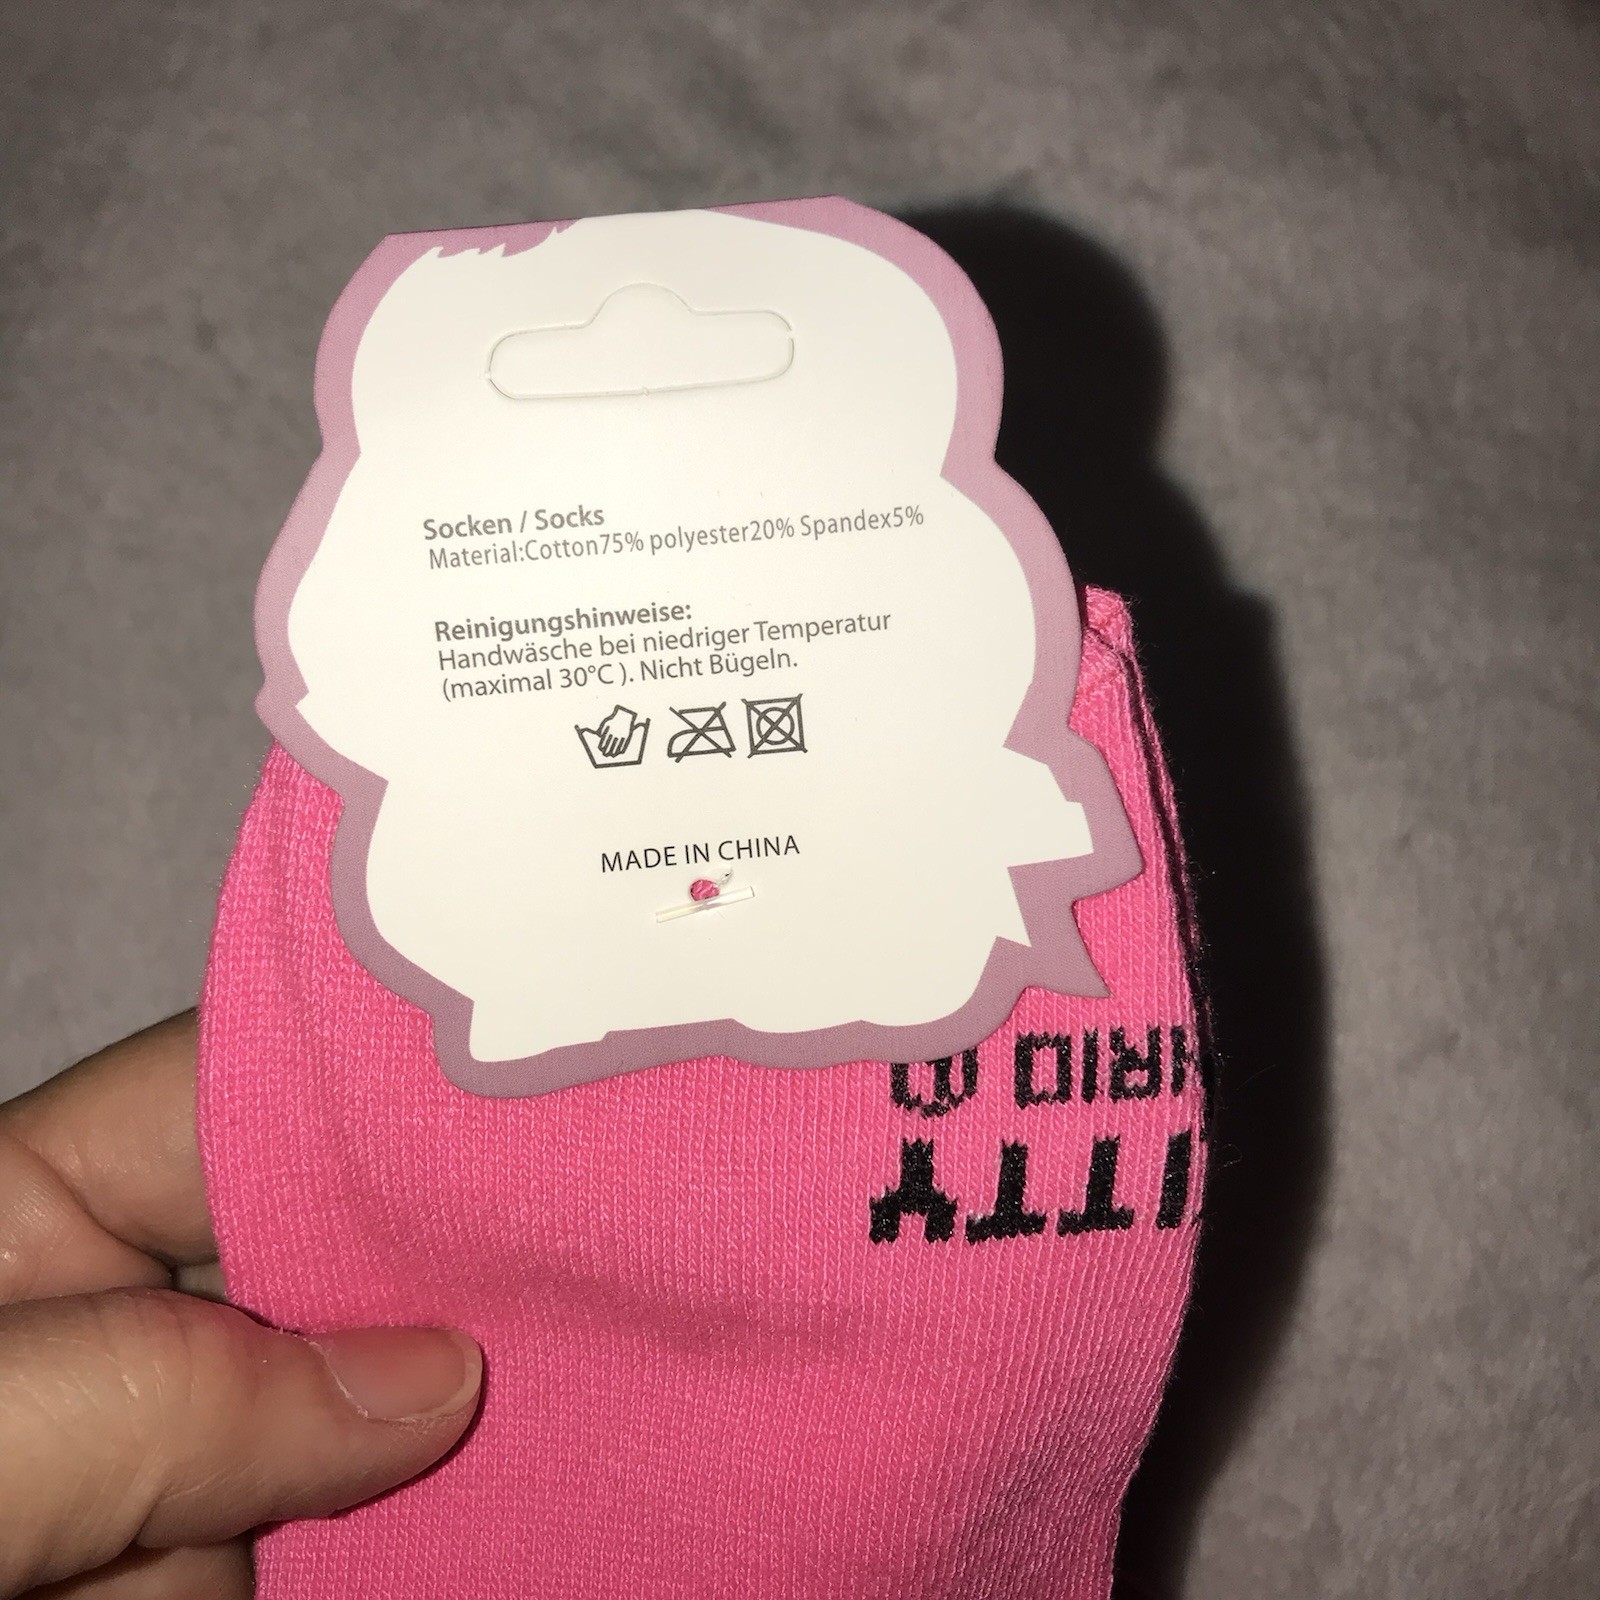 Socken / Socks
Material:Cotton75% polyester20% Spandex5%
Reinigungshinweise:
Handwäsche bei niedriger Temperatur
(maximal 30°C ). Nicht Bügeln.
MADE IN CHINA